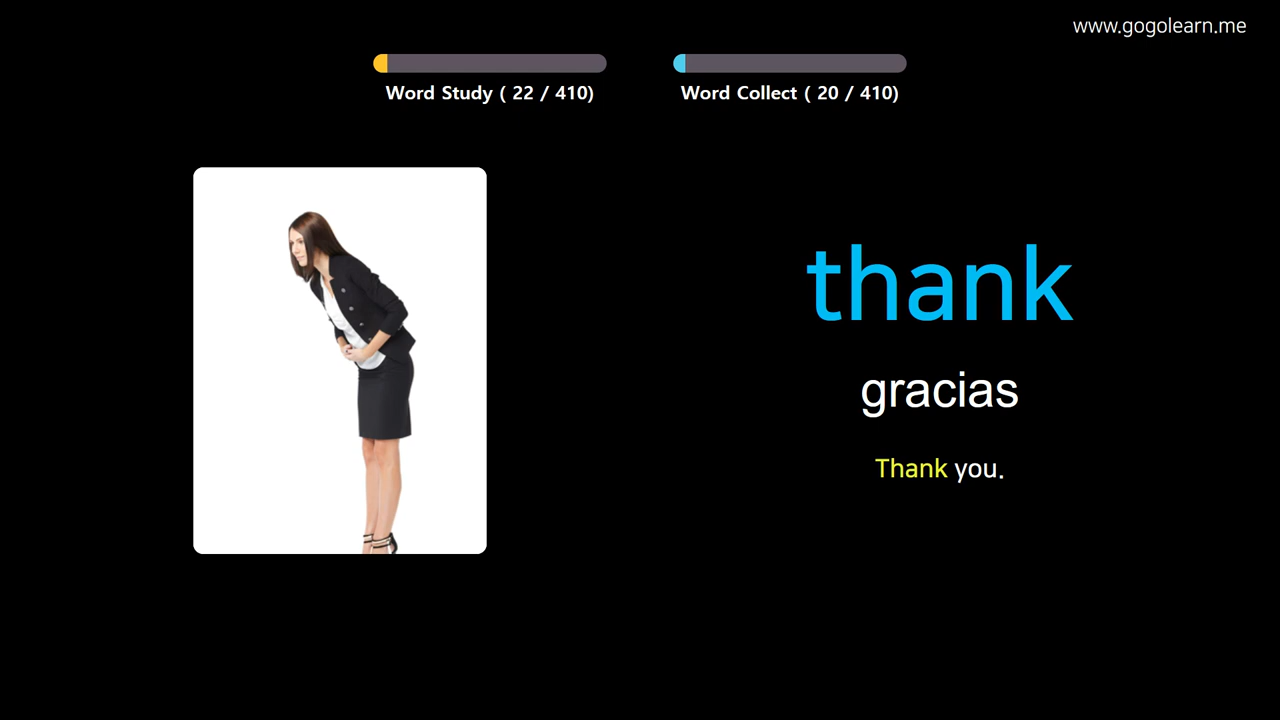 www.gogolearn.me
Word Study ( 22 / 410)
Word Collect ( 20 / 410)
thank
gracias
Thank you.